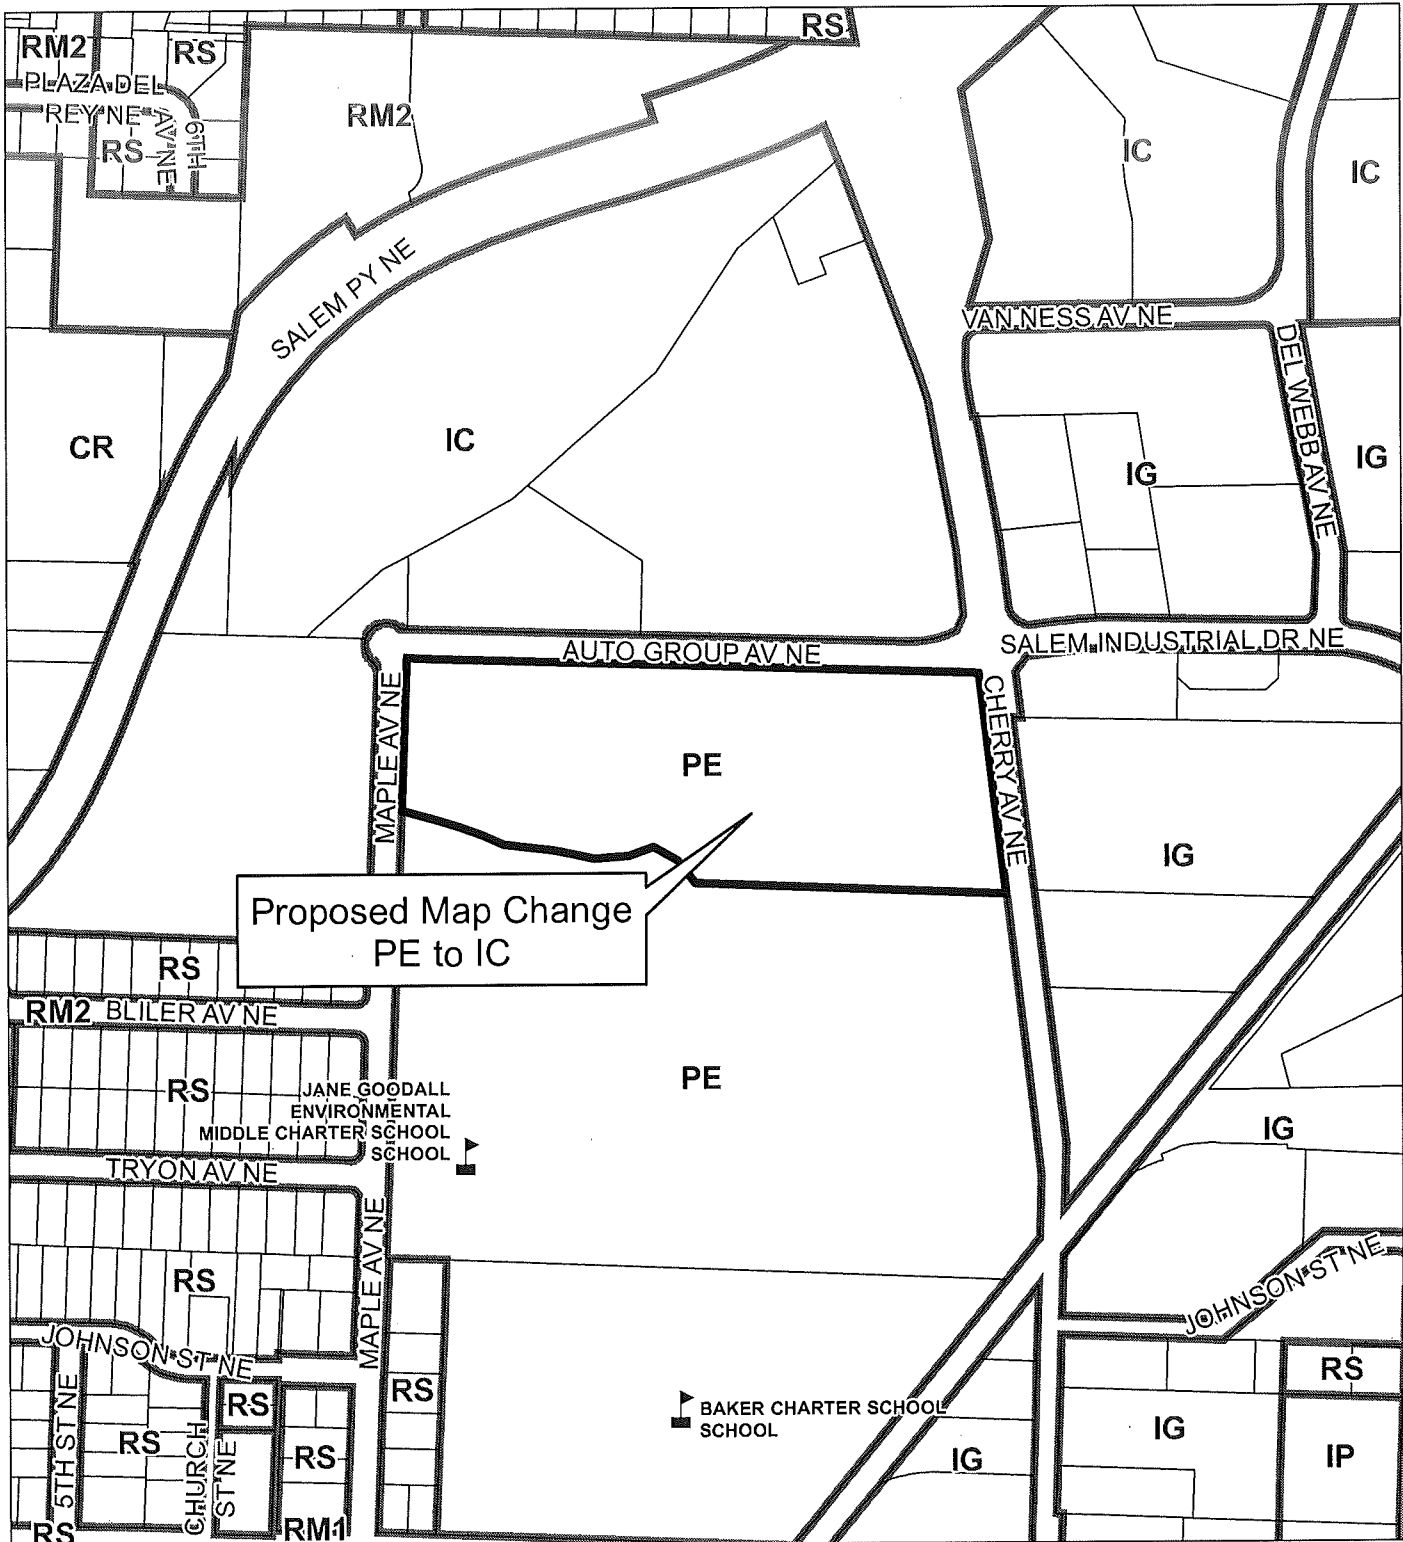 RS
RM2
RS
PLAZA DEL
REY NE
6TH
AV NE
RS
RM2
IC
IC
SALEM PY NE
VAN NESS AV NE
DEL WEBB AV NE
CR
IC
IG
IG
AUTO GROUP AV NE
SALEM INDUSTRIAL DR NE
MAPLE AV NE
CHERRY AV NE
PE
IG
Proposed Map Change
PE to IC
RS
RM2
BLILER AV NE
RS
PE
JANE GOODALL
ENVIRONMENTAL
MIDDLE CHARTER SCHOOL
SCHOOL
IG
TRYON AV NE
MAPLE AV NE
RS
JOHNSON ST NE
JOHNSON ST NE
RS
5TH ST NE
RS
CHURCH
ST NE
RS
RS
BAKER CHARTER SCHOOL
SCHOOL
RS
IG
IG
IP
RS
RM1